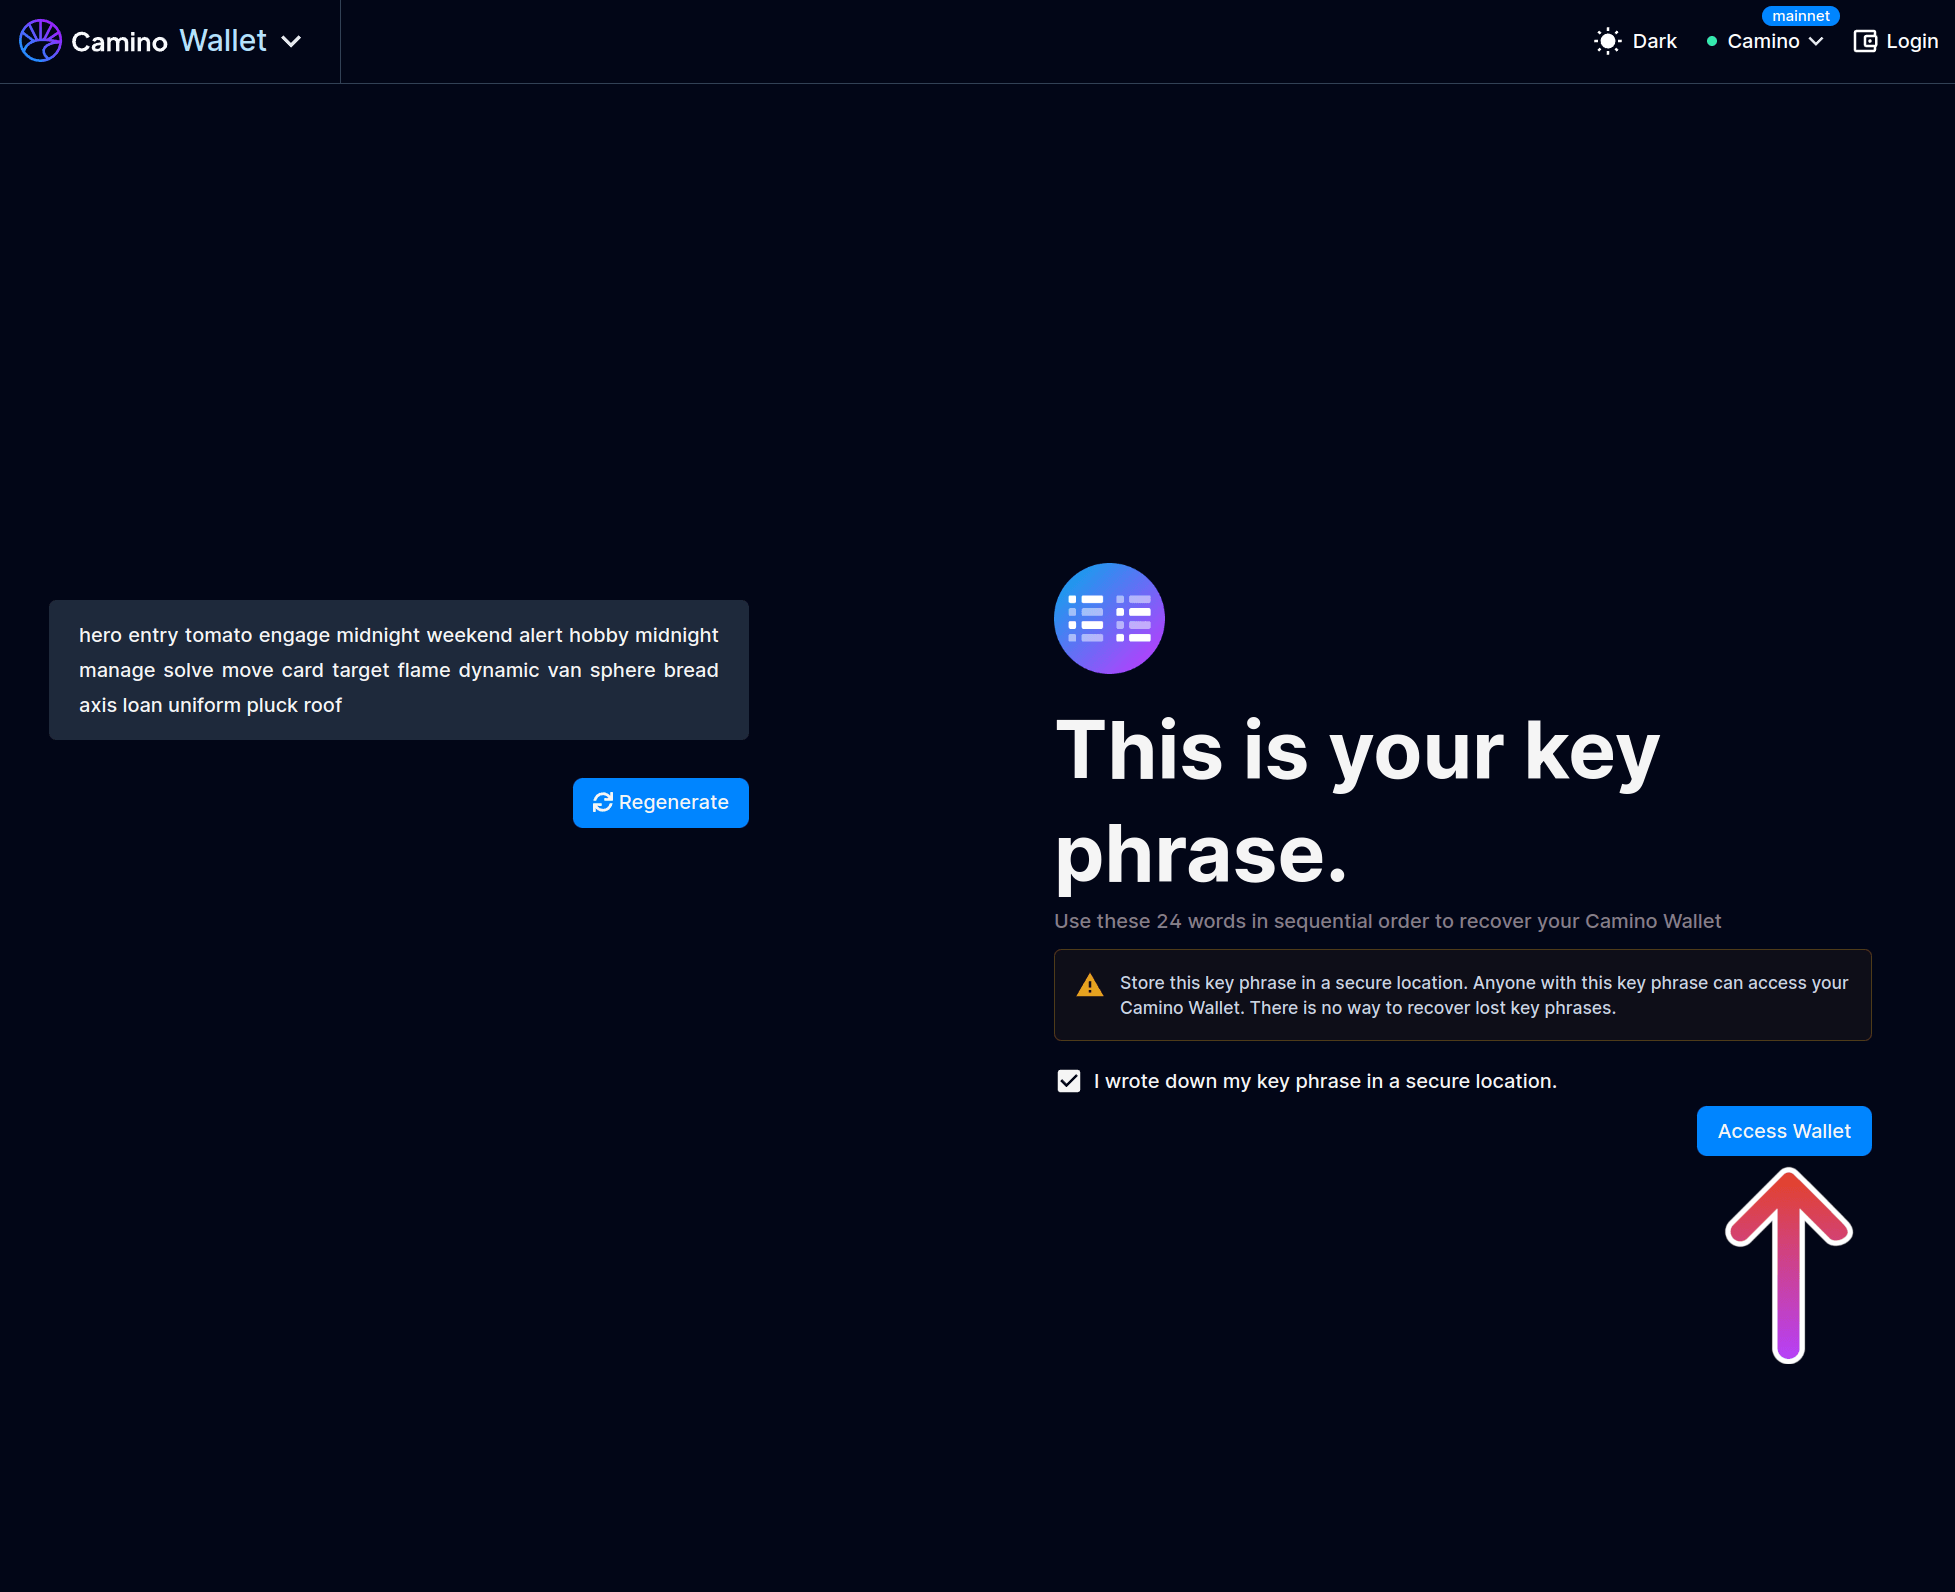 Camino Wallet
mainnet
Dark
Camino
Login
hero entry tomato engage midnight weekend alert hobby midnight
manage solve move card target flame dynamic van sphere bread
axis loan uniform pluck roof
Regenerate
This is your key
phrase.
Use these 24 words in sequential order to recover your Camino Wallet
Store this key phrase in a secure location. Anyone with this key phrase can access your
Camino Wallet. There is no way to recover lost key phrases.
I wrote down my key phrase in a secure location.
Access Wallet